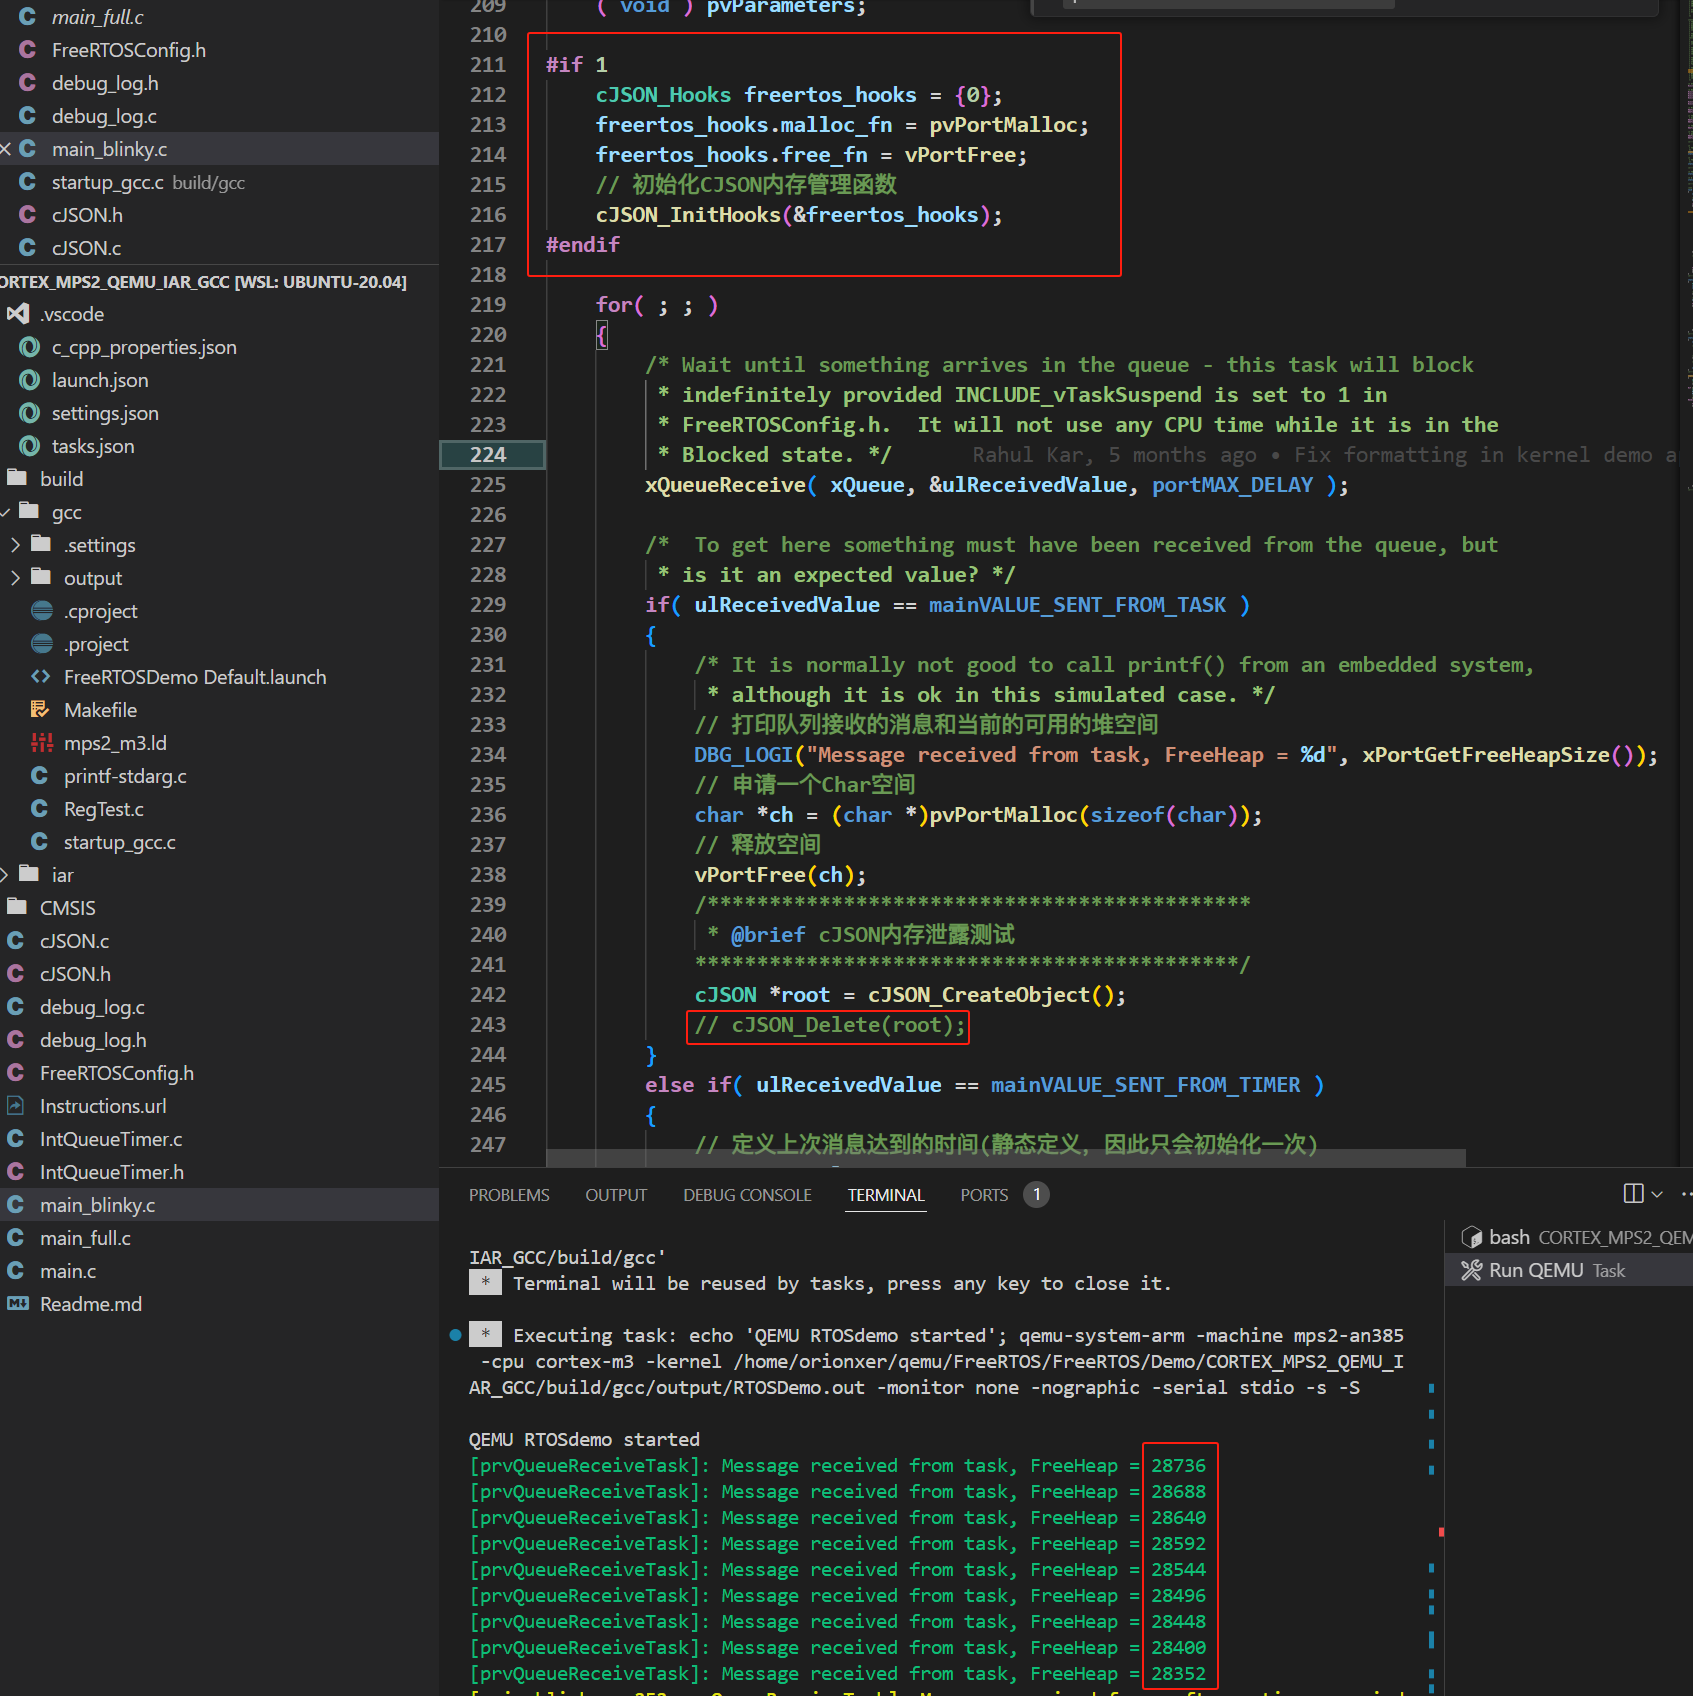 main_full.c
FreeRTOSConfig.h
debug_log.h
debug_log.c
main_blinky.c
startup_gcc.c build/gcc
cJSON.h
cJSON.c
ORTEX_MPS2_QEMU_IAR_GCC [WSL: UBUNTU-20.04]
.vscode
c_cpp_properties.json
launch.json
settings.json
tasks.json
build
gcc
.settings
output
.cproject
.project
FreeRTOSDemo Default.launch
Makefile
mps2_m3.ld
printf-stdarg.c
RegTest.c
startup_gcc.c
iar
CMSIS
cJSON.c
cJSON.h
debug_log.c
debug_log.h
FreeRTOSConfig.h
Instructions.url
IntQueueTimer.c
IntQueueTimer.h
main_blinky.c
main_full.c
main.c
Readme.md
209 ( void ) pvParameters;
210
211 #if 1
212 cJSON_Hooks freertos_hooks = {0};
213 freertos_hooks.malloc_fn = pvPortMalloc;
214 freertos_hooks.free_fn = vPortFree;
215 // 初始化CJSON内存管理函数
216 cJSON_InitHooks(&freertos_hooks);
217 #endif
218
219 for( ; ; )
220 {
221 /* Wait until something arrives in the queue - this task will block
222 * indefinitely provided INCLUDE_vTaskSuspend is set to 1 in
223 * FreeRTOSConfig.h.  It will not use any CPU time while it is in the
224 * Blocked state. */ Rahul Kar, 5 months ago • Fix formatting in kernel demo a
225 xQueueReceive( xQueue, &ulReceivedValue, portMAX_DELAY );
226
227 /*  To get here something must have been received from the queue, but
228 * is it an expected value? */
229 if( ulReceivedValue == mainVALUE_SENT_FROM_TASK )
230 {
231 /* It is normally not good to call printf() from an embedded system,
232 * although it is ok in this simulated case. */
233 // 打印队列接收的消息和当前的可用的堆空间
234 DBG_LOGI("Message received from task, FreeHeap = %d", xPortGetFreeHeapSize());
235 // 申请一个Char空间
236 char *ch = (char *)pvPortMalloc(sizeof(char));
237 // 释放空间
238 vPortFree(ch);
239 /********************************************
240 * @brief cJSON内存泄露测试
241 ********************************************/
242 cJSON *root = cJSON_CreateObject();
243 // cJSON_Delete(root);
244 }
245 else if( ulReceivedValue == mainVALUE_SENT_FROM_TIMER )
246 {
247 // 定义上次消息达到的时间(静态定义, 因此只会初始化一次)
PROBLEMS OUTPUT DEBUG CONSOLE TERMINAL PORTS 1
IAR_GCC/build/gcc'
* Terminal will be reused by tasks, press any key to close it.
* Executing task: echo 'QEMU RTOSdemo started'; qemu-system-arm -machine mps2-an385
-cpu cortex-m3 -kernel /home/orionxer/qemu/FreeRTOS/FreeRTOS/Demo/CORTEX_MPS2_QEMU_I
AR_GCC/build/gcc/output/RTOSDemo.out -monitor none -nographic -serial stdio -s -S
QEMU RTOSdemo started
[prvQueueReceiveTask]: Message received from task, FreeHeap = 28736
[prvQueueReceiveTask]: Message received from task, FreeHeap = 28688
[prvQueueReceiveTask]: Message received from task, FreeHeap = 28640
[prvQueueReceiveTask]: Message received from task, FreeHeap = 28592
[prvQueueReceiveTask]: Message received from task, FreeHeap = 28544
[prvQueueReceiveTask]: Message received from task, FreeHeap = 28496
[prvQueueReceiveTask]: Message received from task, FreeHeap = 28448
[prvQueueReceiveTask]: Message received from task, FreeHeap = 28400
[prvQueueReceiveTask]: Message received from task, FreeHeap = 28352
bash CORTEX_MPS2_QEM
Run QEMU Task